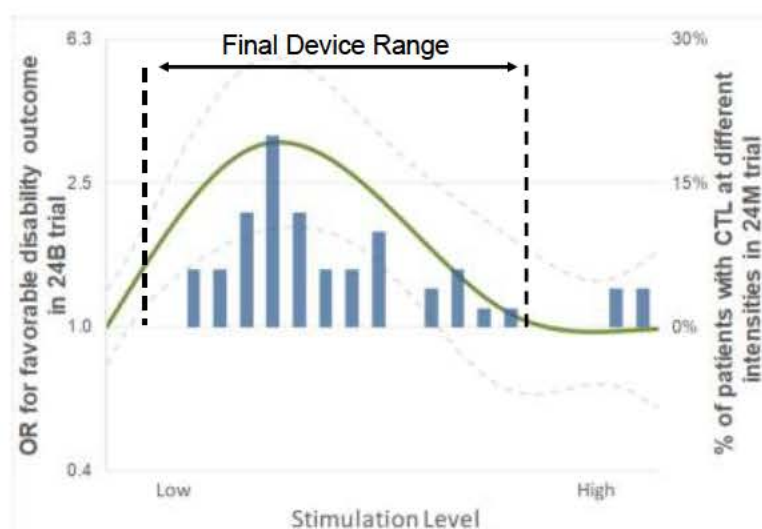 6.3
30%
Final Device Range
OR for favorable disability outcome
in 24B trial
2.5
15%
1.0
0%
0.4
% of patients with CTL at different
intensities in 24M trial
Low
High
Stimulation Level